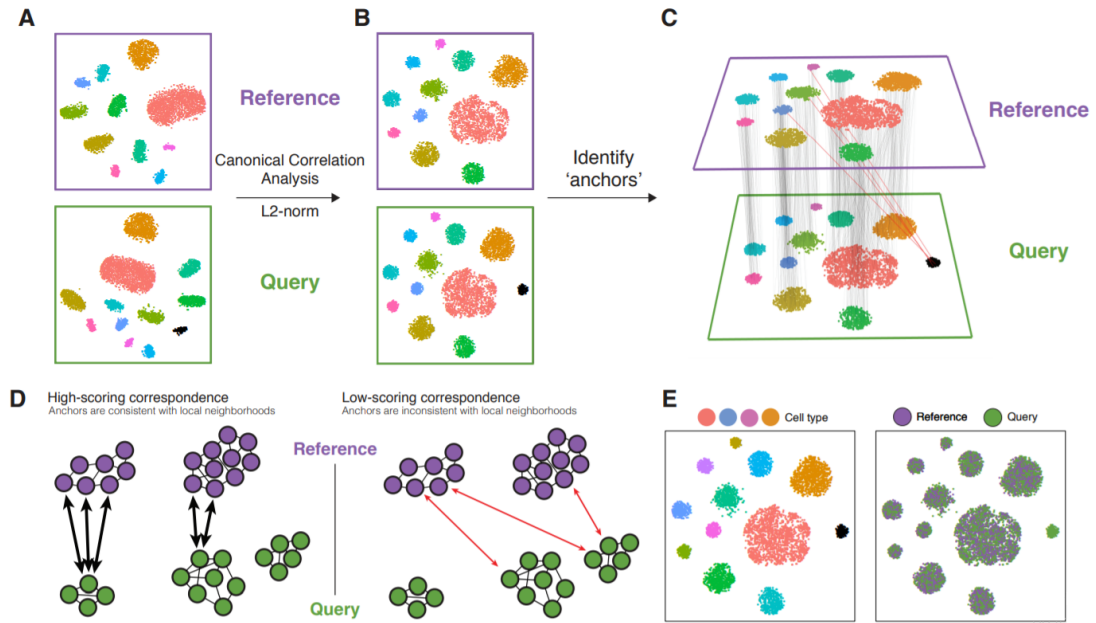 A
B
C
Reference
Canonical Correlation
Analysis
L2-norm
Query
Identify
‘anchors’
Reference
Query
D
High-scoring correspondence
Anchors are consistent with local neighborhoods
Low-scoring correspondence
Anchors are inconsistent with local neighborhoods
Reference
Query
E
Cell type
Reference
Query